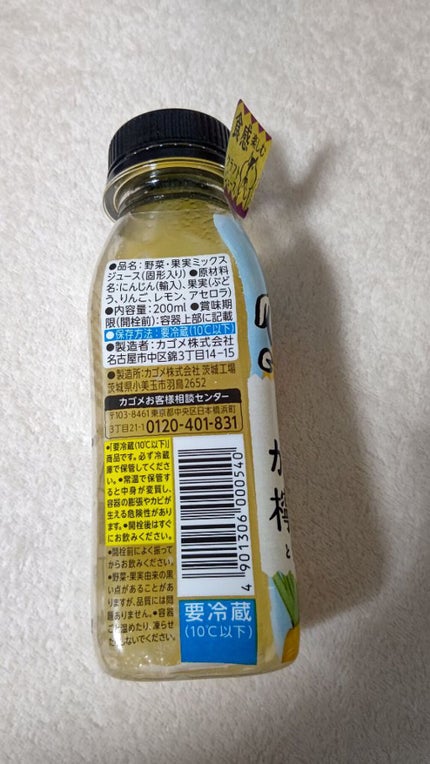 食感楽しむ
●品名：野菜・果実ミックス
ジュース(固形入り) ●原材料
名：にんじん(輸入)、果実(ぶど
う、りんご、レモン、アセロラ)
●内容量：200ml ●賞味期
限(開栓前)：容器上部に記載
●保存方法：要冷蔵(10℃以下)
●製造者：カゴメ株式会社
名古屋市中区錦3丁目14-15
●製造所：カゴメ株式会社 茨城工場
茨城県小美玉市羽鳥2652
カゴメお客様相談センター
〒103-8461 東京都中央区日本橋浜町
3丁目21-1 0120-401-831
●「要冷蔵(10℃以下)」
商品です。必ず冷蔵
庫で保管してくださ
い。●常温で保管す
ると中身が変質し、
容器の膨張やカビが
生える危険性があり
ます。●開栓後はすぐ
にお飲みください。
●開栓前によく振って
からお飲みください。
●野菜・果実由来の黒
い点があることがあ
りますが、品質には問
題ありません。●容器
ごと温めたり、凍らせ
たりしないでください。
4 901306 000540
要冷蔵
(10℃以下)
と